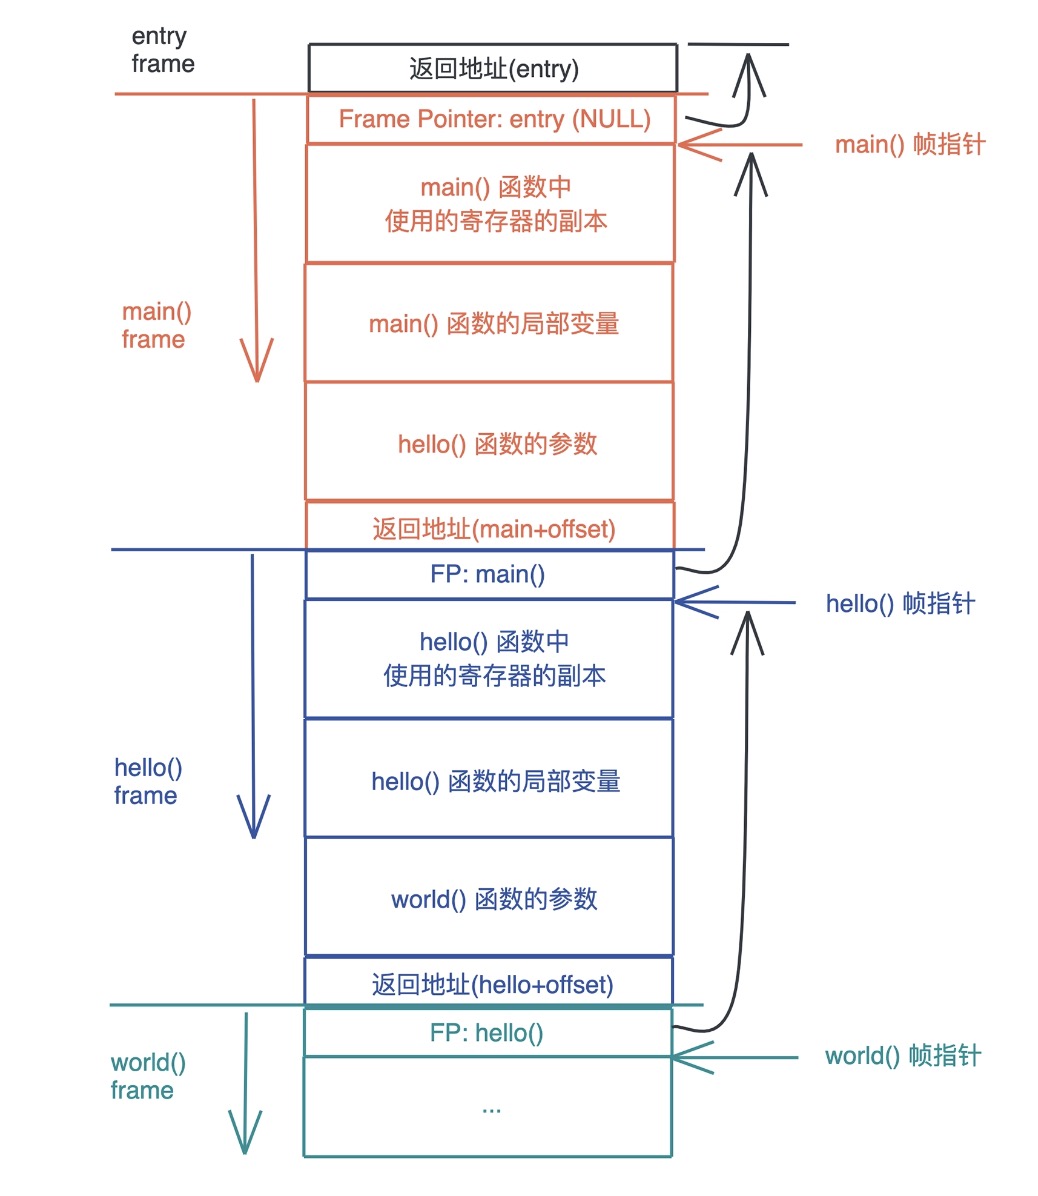 entry
frame
返回地址(entry)
Frame Pointer: entry (NULL)
main() 帧指针
main() 函数中
使用的寄存器的副本
main()
frame
main() 函数的局部变量
hello() 函数的参数
返回地址(main+offset)
FP: main()
hello() 帧指针
hello() 函数中
使用的寄存器的副本
hello()
frame
hello() 函数的局部变量
world() 函数的参数
返回地址(hello+offset)
FP: hello()
world() 帧指针
world()
frame
...